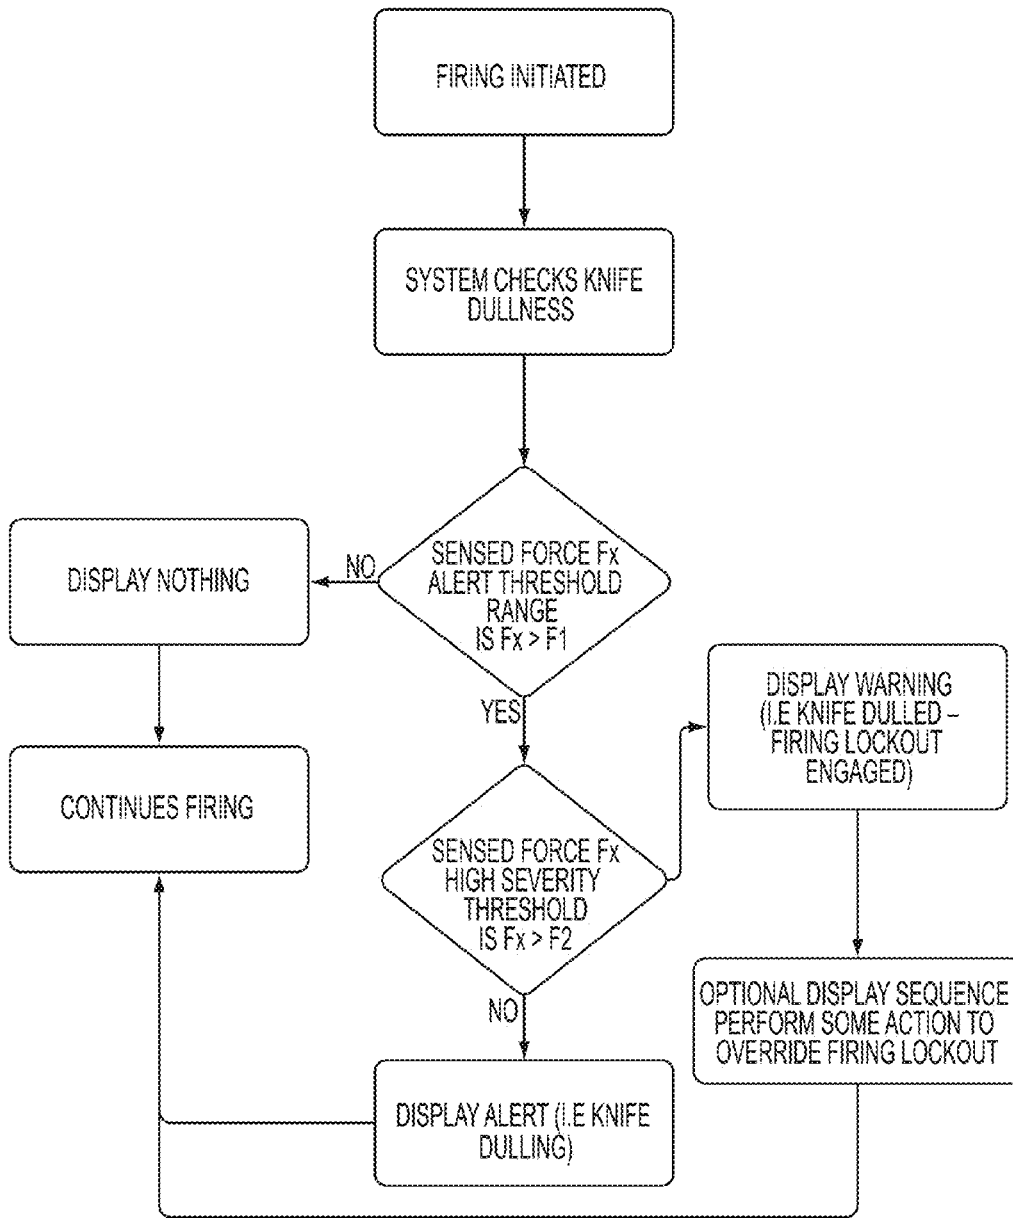 FIRING INITIATED
SYSTEM CHECKS KNIFE
DULLNESS
SENSED FORCE Fx
ALERT THRESHOLD
RANGE
IS Fx > F1
NO
DISPLAY NOTHING
YES
CONTINUES FIRING
SENSED FORCE Fx
HIGH SEVERITY
THRESHOLD
IS Fx > F2
DISPLAY WARNING
(I.E KNIFE DULLED –
FIRING LOCKOUT
ENGAGED)
OPTIONAL DISPLAY SEQUENCE
PERFORM SOME ACTION TO
OVERRIDE FIRING LOCKOUT
NO
DISPLAY ALERT (I.E KNIFE
DULLING)